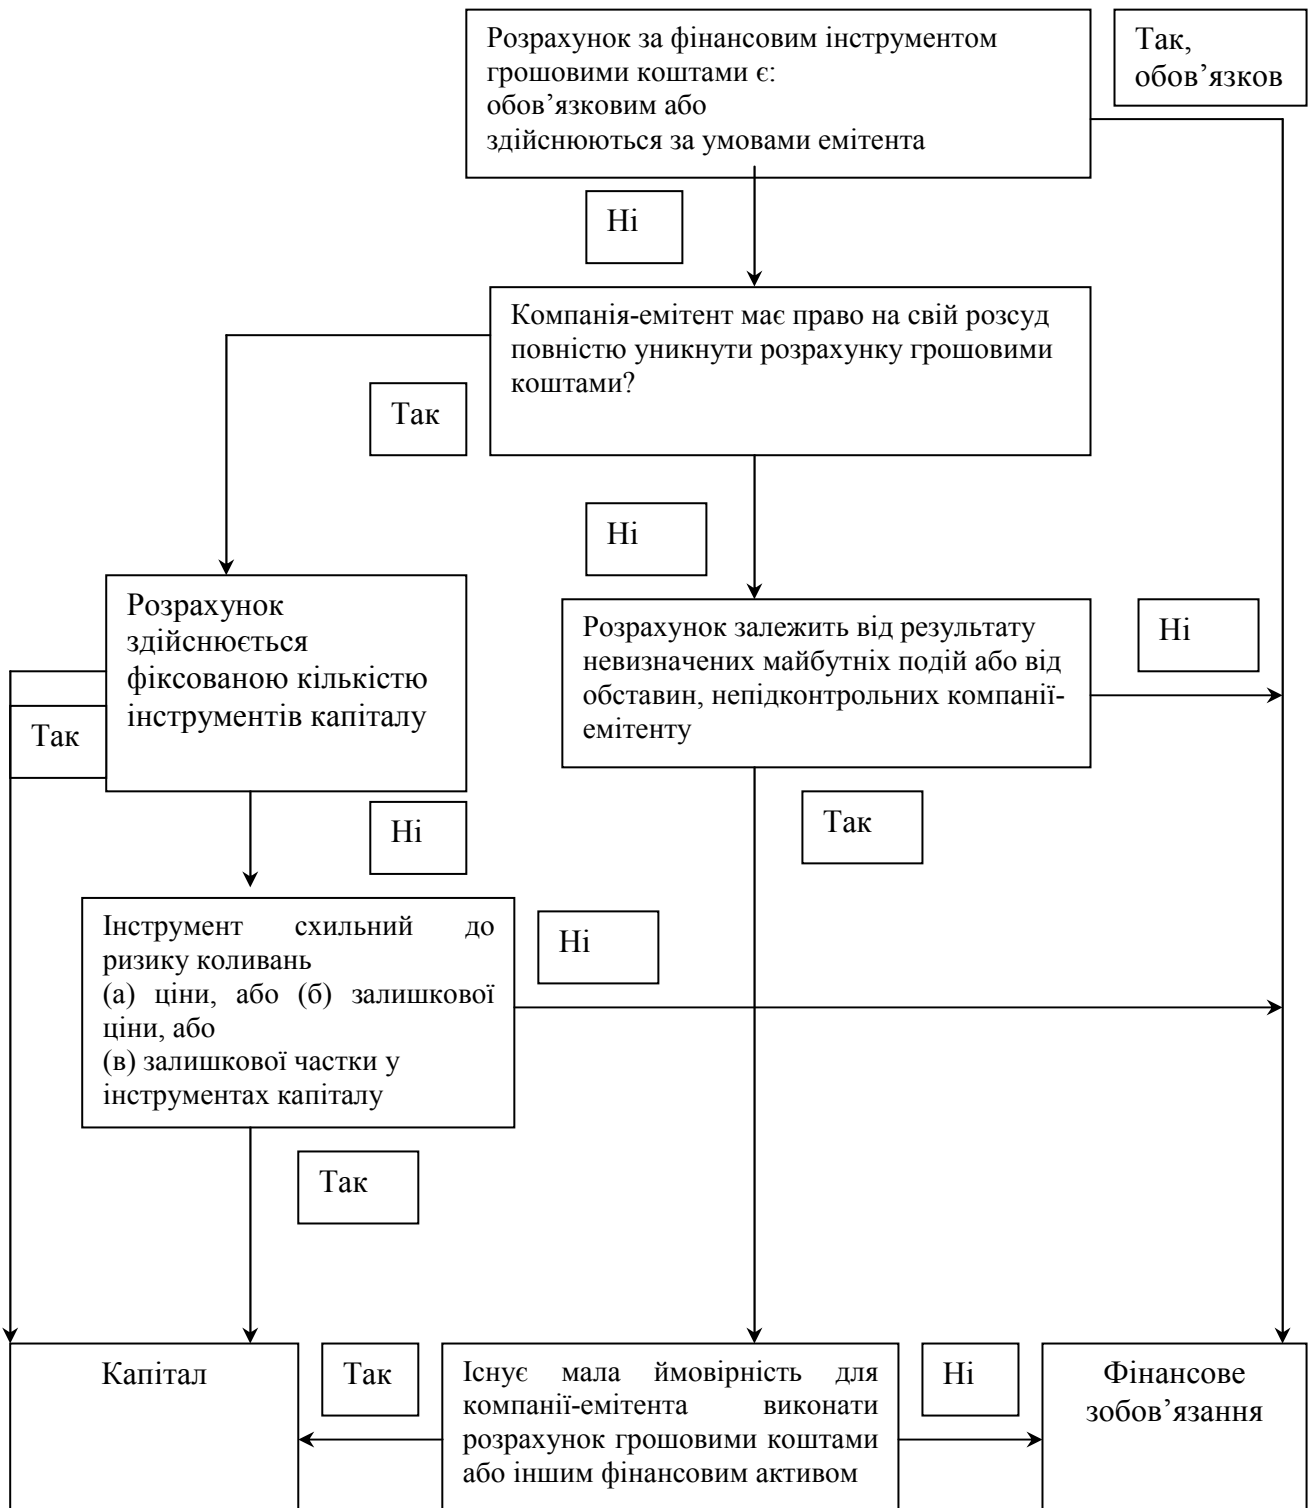 Розрахунок за фінансовим інструментом
грошовими коштами є:
обов’язковим або
здійснюються за умовами емітента
Так,
обов’язков
Ні
Компанія-емітент має право на свій розсуд
повністю уникнути розрахунку грошовими
коштами?
Так
Ні
Розрахунок
здійснюється
фіксованою кількістю
інструментів капіталу
Розрахунок залежить від результату
невизначених майбутніх подій або від
обставин, непідконтрольних компанії-
емітенту
Ні
Так
Ні
Так
Інструмент схильний до
ризику коливань
(а) ціни, або (б) залишкової
ціни, або
(в) залишкової частки у
інструментах капіталу
Ні
Так
Капітал
Так
Існує мала ймовірність для
компанії-емітента виконати
розрахунок грошовими коштами
або іншим фінансовим активом
Ні
Фінансове
зобов’язання